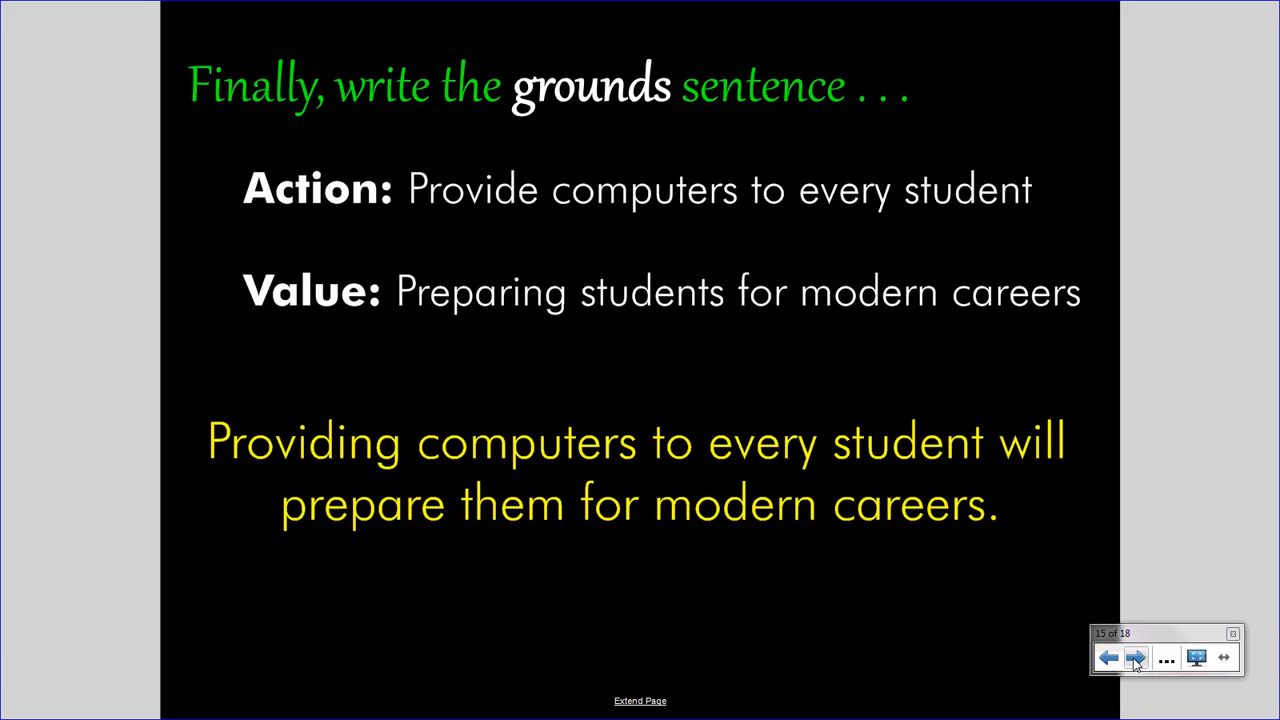 Finally, write the grounds sentence . . .
Action: Provide computers to every student
Value: Preparing students for modern careers
Providing computers to every student will
prepare them for modern careers.
15 of 18
...
Extend Page